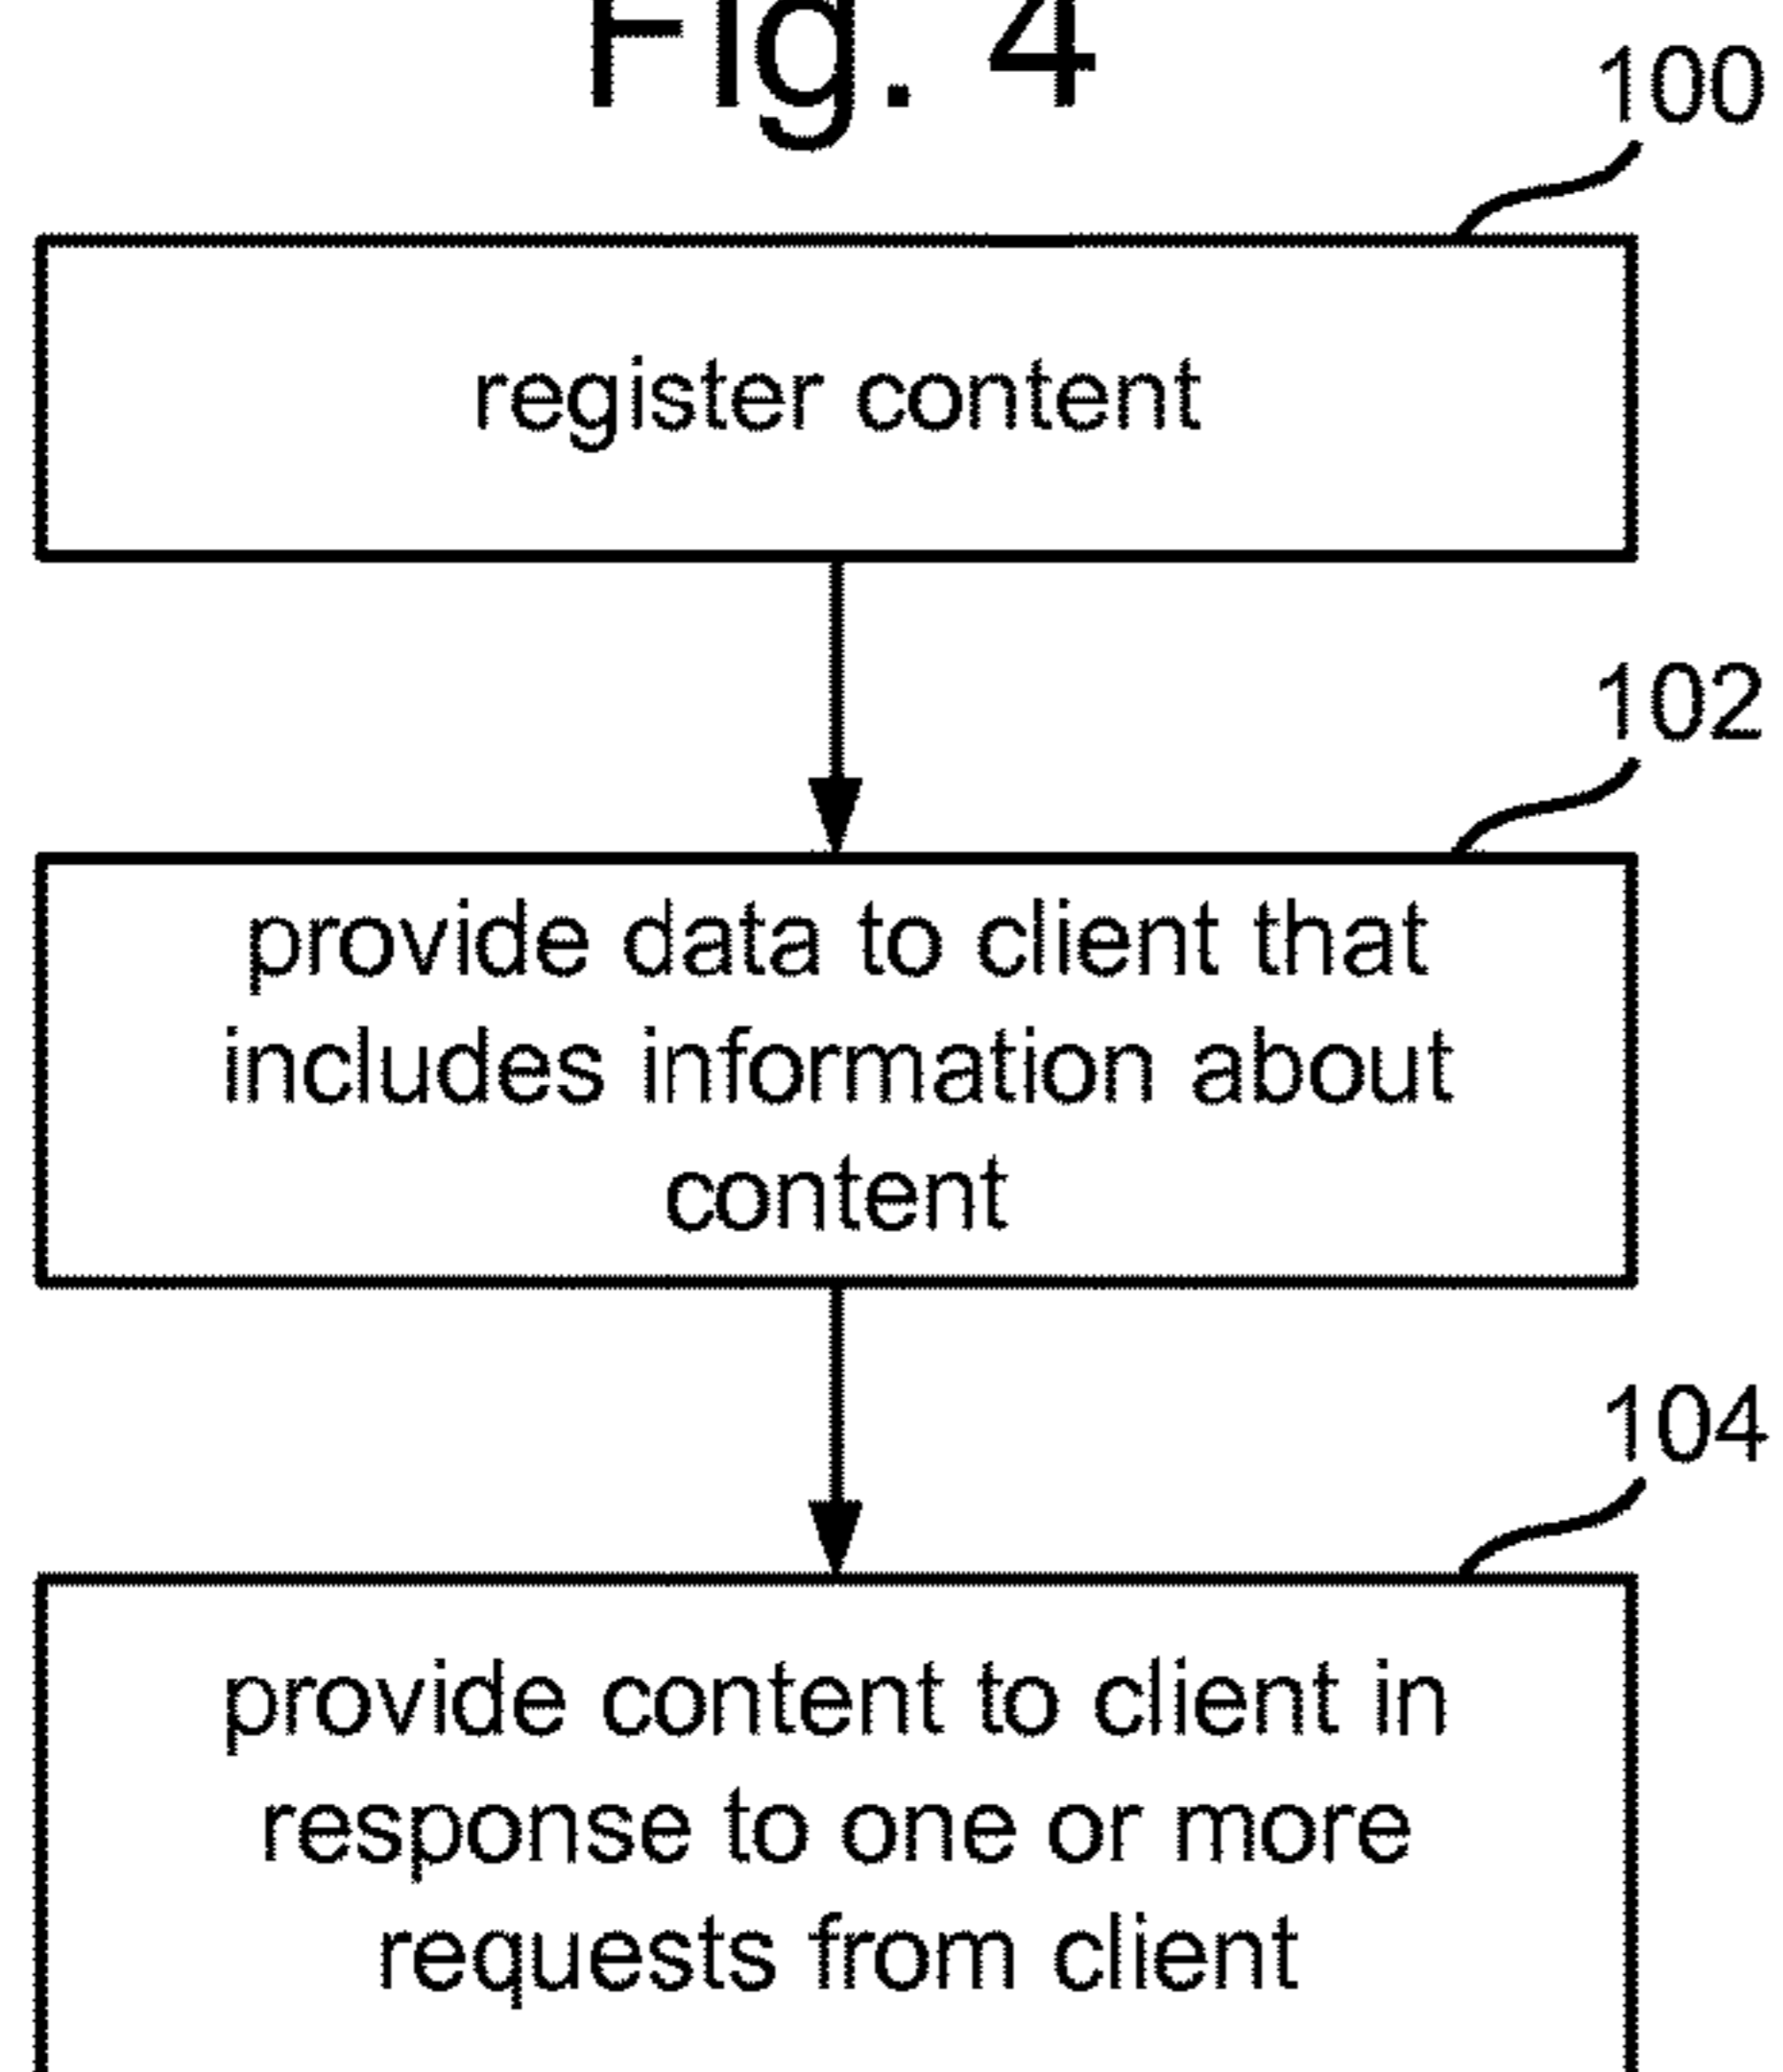 Fig. 4
100
register content
102
provide data to client that
includes information about
content
104
provide content to client in
response to one or more
requests from client